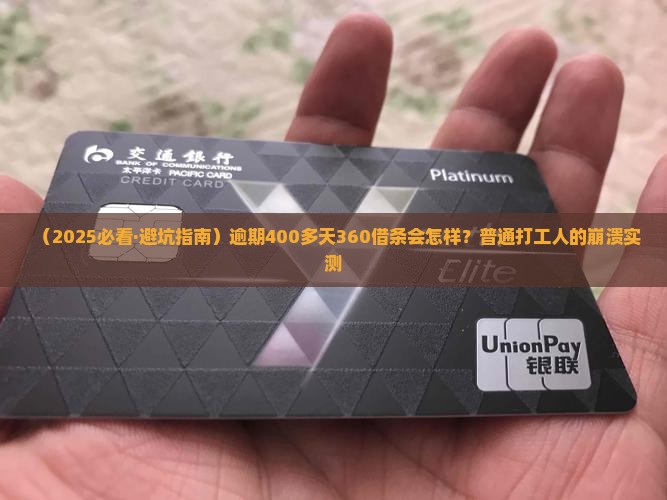 交通銀行
BANK OF COMMUNICATIONS
太平洋卡 PACIFIC CARD
CREDIT CARD
Platinum
（2025必看·避坑指南）逾期400多天360借条会怎样？普通打工人的崩溃实
测
Elite
UnionPay
银联